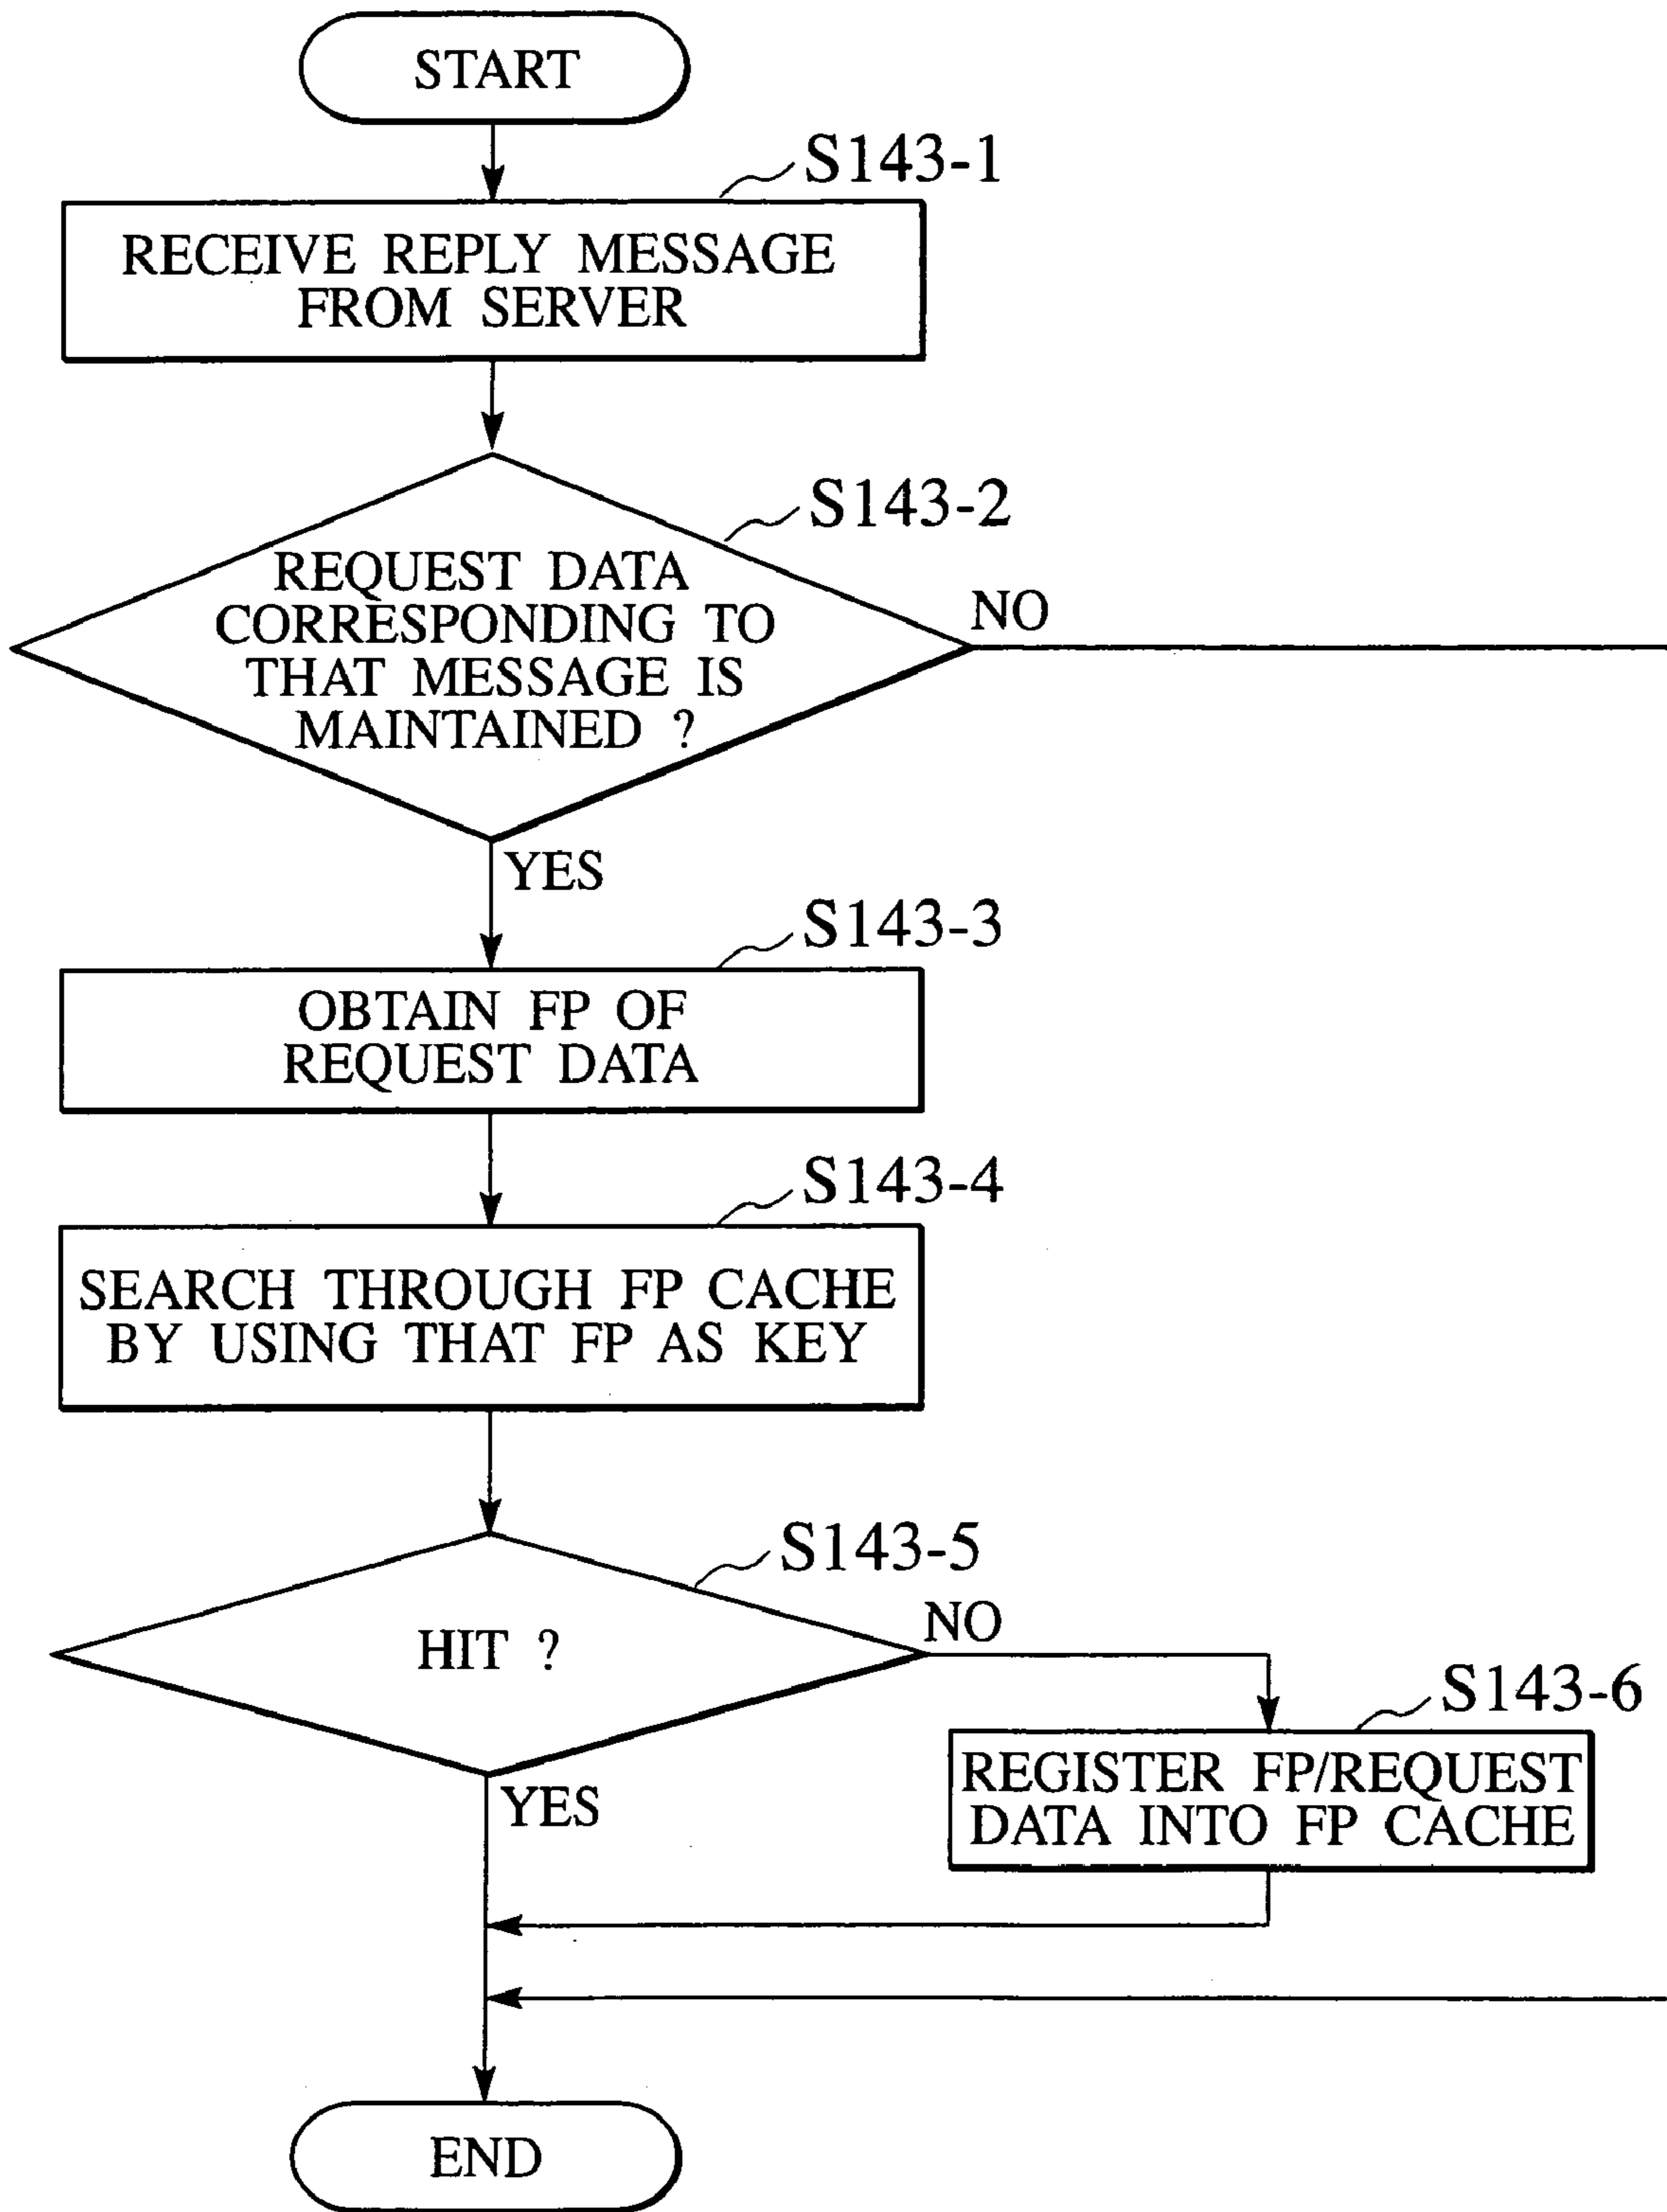 START
S143-1
RECEIVE REPLY MESSAGE
FROM SERVER
S143-2
REQUEST DATA
CORRESPONDING TO
THAT MESSAGE IS
MAINTAINED ?
NO
YES
S143-3
OBTAIN FP OF
REQUEST DATA
S143-4
SEARCH THROUGH FP CACHE
BY USING THAT FP AS KEY
S143-5
HIT ?
NO
YES
S143-6
REGISTER FP/REQUEST
DATA INTO FP CACHE
END